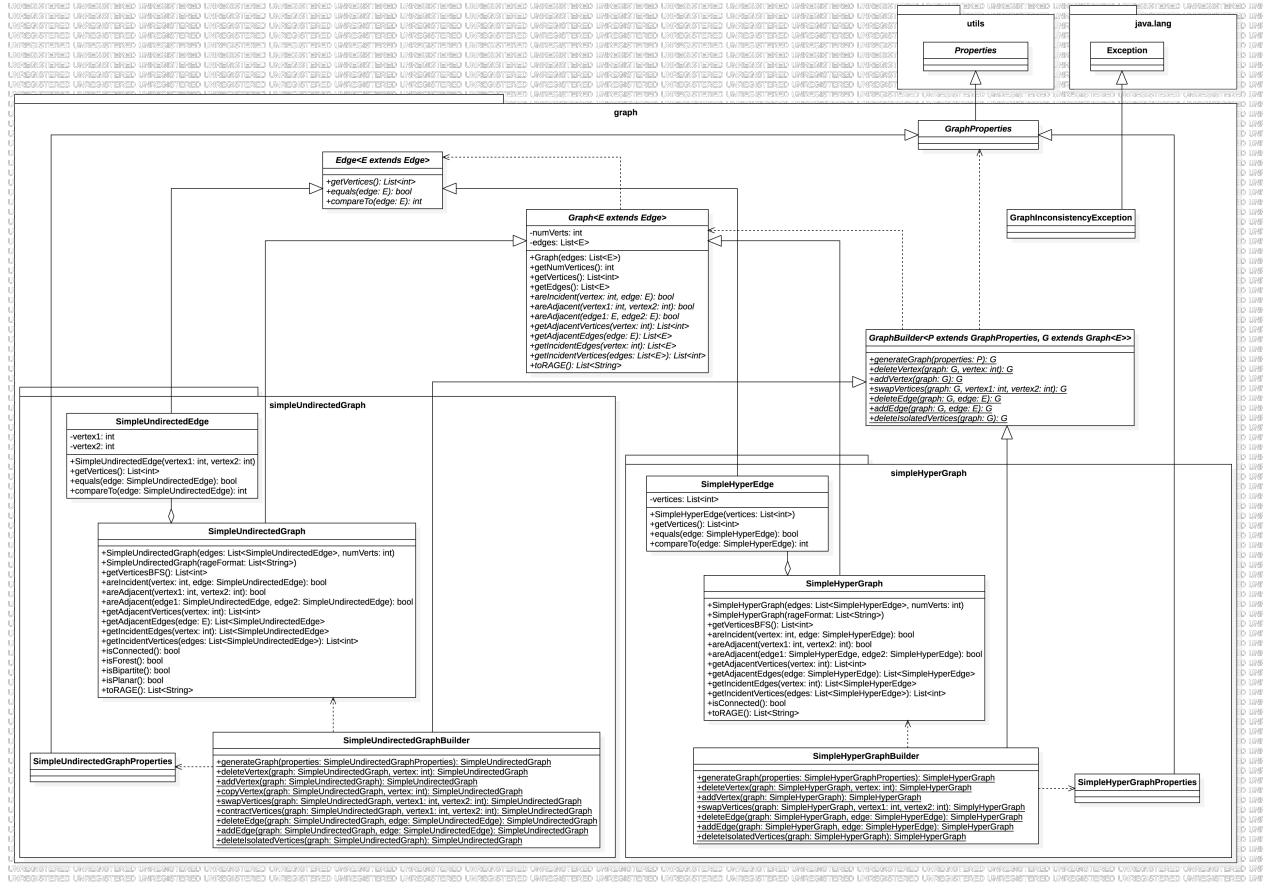 utils
Properties
java.lang
Exception
graph
GraphProperties
Edge<E extends Edge>
+getVertices(): List<int>
+equals(edge: E): bool
+compareTo(edge: E): int
GraphInconsistencyException
Graph<E extends Edge>
-numVerts: int
-edges: List<E>
+Graph(edges: List<E>)
+getNumVertices(): int
+getVertices(): List<int>
+getEdges(): List<E>
+areIncident(vertex: int, edge: E): bool
+areAdjacent(vertex1: int, vertex2: int): bool
+areAdjacent(edge1: E, edge2: E): bool
+getAdjacentVertices(vertex: int): List<int>
+getAdjacentEdges(edge: E): List<E>
+getIncidentEdges(vertex: int): List<E>
+getIncidentVertices(edges: List<E>): List<int>
+toRAGE(): List<String>
GraphBuilder<P extends GraphProperties, G extends Graph<E>>
+generateGraph(properties: P): G
+deleteVertex(graph: G, vertex: int): G
+addVertex(graph: G): G
+swapVertices(graph: G, vertex1: int, vertex2: int): G
+deleteEdge(graph: G, edge: E): G
+addEdge(graph: G, edge: E): G
+deleteIsolatedVertices(graph: G): G
simpleUndirectedGraph
SimpleUndirectedEdge
-vertex1: int
-vertex2: int
+SimpleUndirectedEdge(vertex1: int, vertex2: int)
+getVertices(): List<int>
+equals(edge: SimpleUndirectedEdge): bool
+compareTo(edge: SimpleUndirectedEdge): int
SimpleUndirectedGraph
+SimpleUndirectedGraph(edges: List<SimpleUndirectedEdge>, numVerts: int)
+SimpleUndirectedGraph(rageFormat: List<String>)
+getVerticesBFS(): List<int>
+areIncident(vertex: int, edge: SimpleUndirectedEdge): bool
+areAdjacent(vertex1: int, vertex2: int): bool
+areAdjacent(edge1: SimpleUndirectedEdge, edge2: SimpleUndirectedEdge): bool
+getAdjacentVertices(vertex: int): List<int>
+getAdjacentEdges(edge: E): List<SimpleUndirectedEdge>
+getIncidentEdges(vertex: int): List<SimpleUndirectedEdge>
+getIncidentVertices(edges: List<SimpleUndirectedEdge>): List<int>
+isConnected(): bool
+isForest(): bool
+isBipartite(): bool
+isPlanar(): bool
+toRAGE(): List<String>
SimpleUndirectedGraphProperties
SimpleUndirectedGraphBuilder
+generateGraph(properties: SimpleUndirectedGraphProperties): SimpleUndirectedGraph
+deleteVertex(graph: SimpleUndirectedGraph, vertex: int): SimpleUndirectedGraph
+addVertex(graph: SimpleUndirectedGraph): SimpleUndirectedGraph
+copyVertex(graph: SimpleUndirectedGraph, vertex: int): SimpleUndirectedGraph
+swapVertices(graph: SimpleUndirectedGraph, vertex1: int, vertex2: int): SimpleUndirectedGraph
+contractVertices(graph: SimpleUndirectedGraph, vertex1: int, vertex2: int): SimpleUndirectedGraph
+deleteEdge(graph: SimpleUndirectedGraph, edge: SimpleUndirectedEdge): SimpleUndirectedGraph
+addEdge(graph: SimpleUndirectedGraph, edge: SimpleUndirectedEdge): SimpleUndirectedGraph
+deleteIsolatedVertices(graph: SimpleUndirectedGraph): SimpleUndirectedGraph
simpleHyperGraph
SimpleHyperEdge
-vertices: List<int>
+SimpleHyperEdge(vertices: List<int>)
+getVertices(): List<int>
+equals(edge: SimpleHyperEdge): bool
+compareTo(edge: SimpleHyperEdge): int
SimpleHyperGraph
+SimpleHyperGraph(edges: List<SimpleHyperEdge>, numVerts: int)
+SimpleHyperGraph(rageFormat: List<String>)
+getVerticesBFS(): List<int>
+areIncident(vertex: int, edge: SimpleHyperEdge): bool
+areAdjacent(vertex1: int, vertex2: int): bool
+areAdjacent(edge1: SimpleHyperEdge, edge2: SimpleHyperEdge): bool
+getAdjacentVertices(vertex: int): List<int>
+getAdjacentEdges(edge: SimpleHyperEdge): List<SimpleHyperEdge>
+getIncidentEdges(vertex: int): List<SimpleHyperEdge>
+getIncidentVertices(edges: List<SimpleHyperEdge>): List<int>
+isConnected(): bool
+toRAGE(): List<String>
SimpleHyperGraphBuilder
+generateGraph(properties: SimpleHyperGraphProperties): SimpleHyperGraph
+deleteVertex(graph: SimpleHyperGraph, vertex: int): SimpleHyperGraph
+addVertex(graph: SimpleHyperGraph): SimpleHyperGraph
+swapVertices(graph: SimpleHyperGraph, vertex1: int, vertex2: int): SimplyHyperGraph
+deleteEdge(graph: SimpleHyperGraph, edge: SimpleHyperEdge): SimpleHyperGraph
+addEdge(graph: SimpleHyperGraph, edge: SimpleHyperEdge): SimpleHyperGraph
+deleteIsolatedVertices(graph: SimpleHyperGraph): SimpleHyperGraph
SimpleHyperGraphProperties